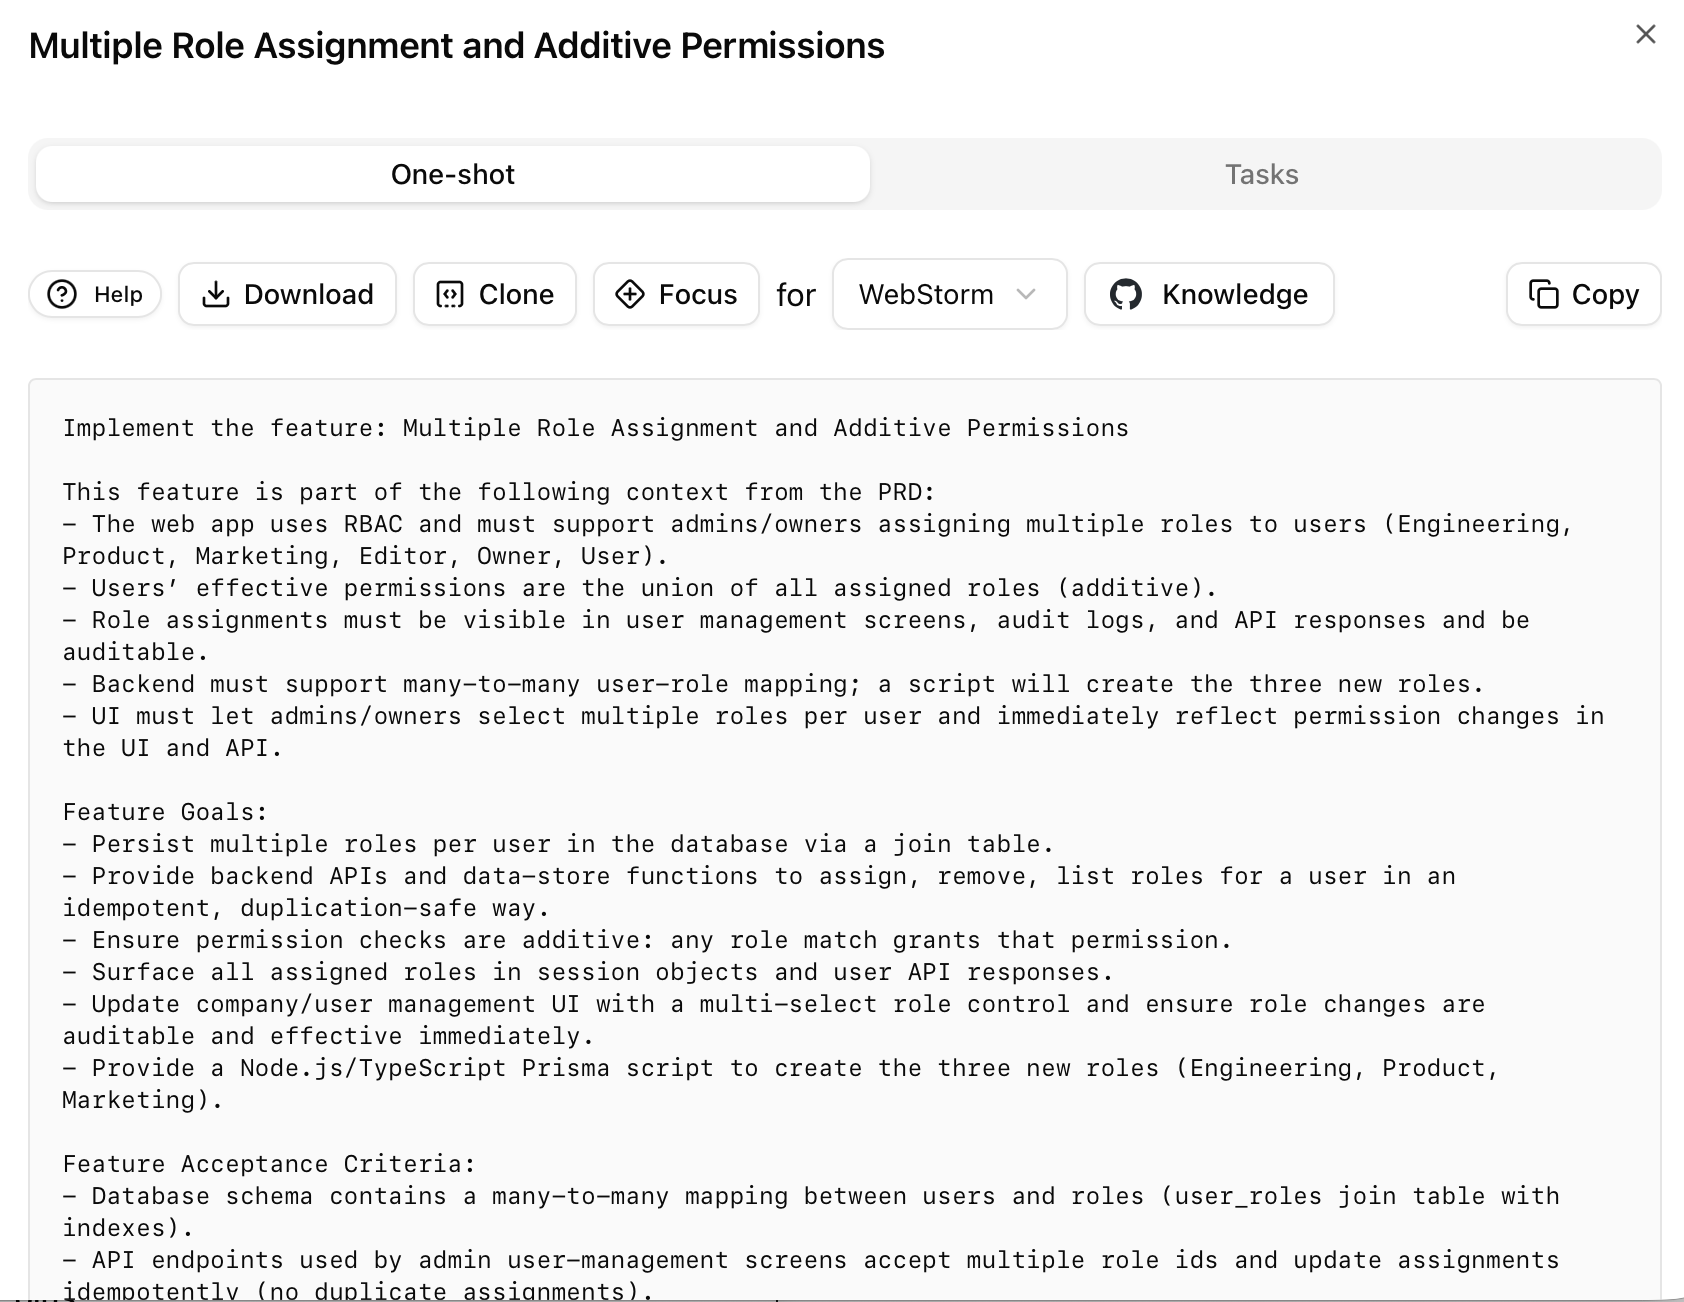 Multiple Role Assignment and Additive Permissions
One-shot
Tasks
Help
Download
Clone
Focus
for
WebStorm
Knowledge
Copy
Implement the feature: Multiple Role Assignment and Additive Permissions
This feature is part of the following context from the PRD:
– The web app uses RBAC and must support admins/owners assigning multiple roles to users (Engineering,
Product, Marketing, Editor, Owner, User).
– Users’ effective permissions are the union of all assigned roles (additive).
– Role assignments must be visible in user management screens, audit logs, and API responses and be
auditable.
– Backend must support many–to–many user–role mapping; a script will create the three new roles.
– UI must let admins/owners select multiple roles per user and immediately reflect permission changes in
the UI and API.
Feature Goals:
– Persist multiple roles per user in the database via a join table.
– Provide backend APIs and data–store functions to assign, remove, list roles for a user in an
idempotent, duplication–safe way.
– Ensure permission checks are additive: any role match grants that permission.
– Surface all assigned roles in session objects and user API responses.
– Update company/user management UI with a multi–select role control and ensure role changes are
auditable and effective immediately.
– Provide a Node.js/TypeScript Prisma script to create the three new roles (Engineering, Product,
Marketing).
Feature Acceptance Criteria:
– Database schema contains a many–to–many mapping between users and roles (user_roles join table with
indexes).
– API endpoints used by admin user–management screens accept multiple role ids and update assignments
idempotently (no duplicate assignments).